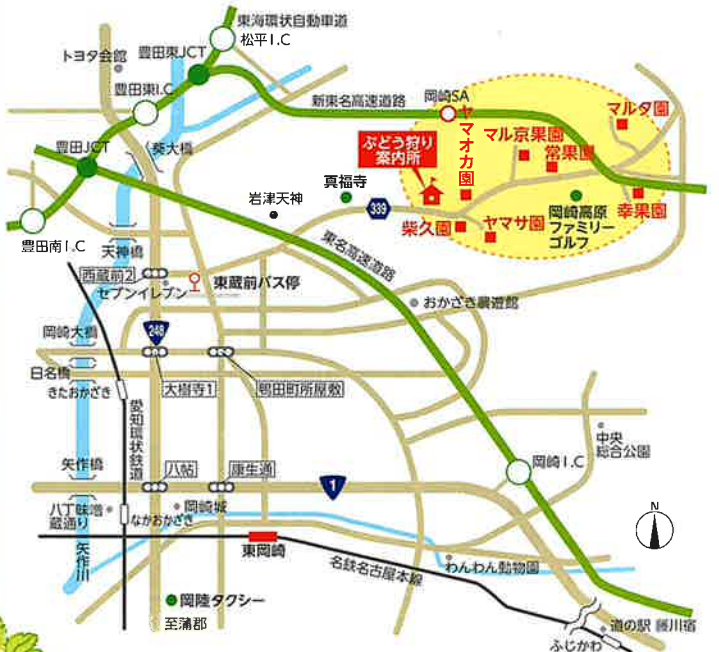 東海環状自動車道
松平I.C
豊田東JCT
トヨタ会館
豊田東I.C
新東名高速道路
岡崎SA
ヤマオカ園
マルタ園
マル京果園
常果園
ぶどう狩り
案内所
豊田JCT
葵大橋
岩津天神
真福寺
339
柴久園
ヤマサ園
岡崎高原
ファミリー
ゴルフ
幸果園
豊田南I.C
天神橋
東名高速道路
西蔵前2
セブンイレブン
東蔵前バス停
おかざき農遊館
岡崎大橋
248
日名橋
きたおかざき
大樹寺1
鴨田町所屋敷
愛知環状鉄道
中央
総合公園
矢作橋
八帖
康生通
1
岡崎I.C
八丁味噌
蔵通り
岡崎城
なかおかざき
N
矢作川
東岡崎
名鉄名古屋本線
わんわん動物園
岡陸タクシー
至蒲郡
道の駅 藤川宿
ふじかわ